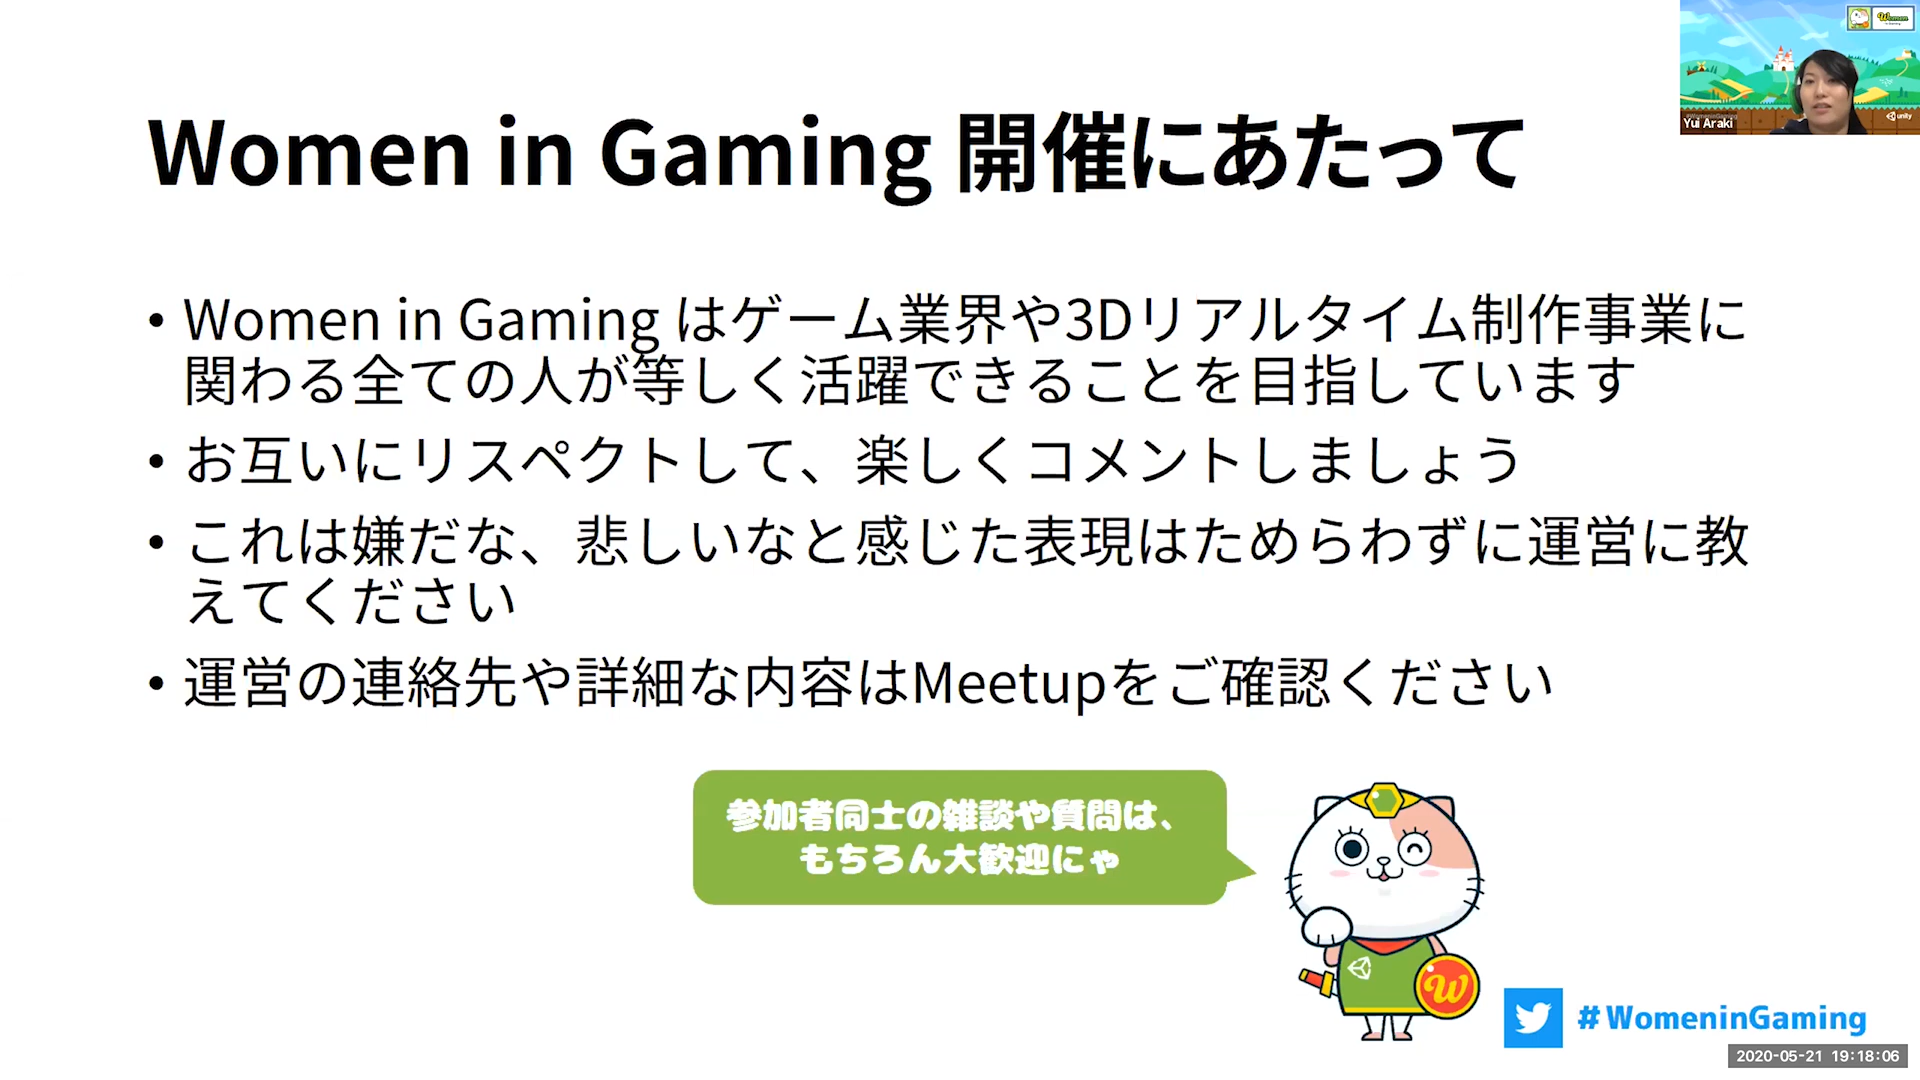 Women in Gaming 開催にあたって
• Women in Gaming はゲーム業界や3Dリアルタイム制作事業に
関わる全ての人が等しく活躍できることを目指しています
• お互いにリスペクトして、楽しくコメントしましょう
• これは嫌だな、悲しいなと感じた表現はためらわずに運営に教
えてください
• 運営の連絡先や詳細な内容はMeetupをご確認ください
参加者同士の雑談や質問は、
もちろん大歓迎にゃ
W
#WomeninGaming
2020-05-21 19:18:06
Women
Yui Araki
unity